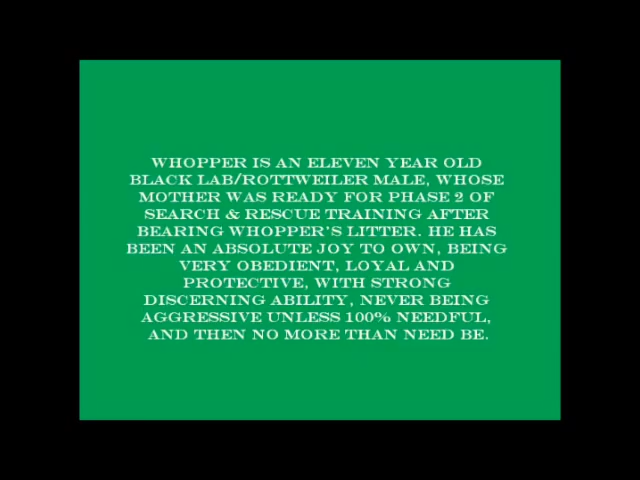 WHOPPER IS AN ELEVEN YEAR OLD
BLACK LAB/ROTTWEILER MALE, WHOSE
MOTHER WAS READY FOR PHASE 2 OF
SEARCH & RESCUE TRAINING AFTER
BEARING WHOPPER'S LITTER. HE HAS
BEEN AN ABSOLUTE JOY TO OWN, BEING
VERY OBEDIENT, LOYAL AND
PROTECTIVE, WITH STRONG
DISCERNING ABILITY, NEVER BEING
AGGRESSIVE UNLESS 100% NEEDFUL,
AND THEN NO MORE THAN NEED BE.